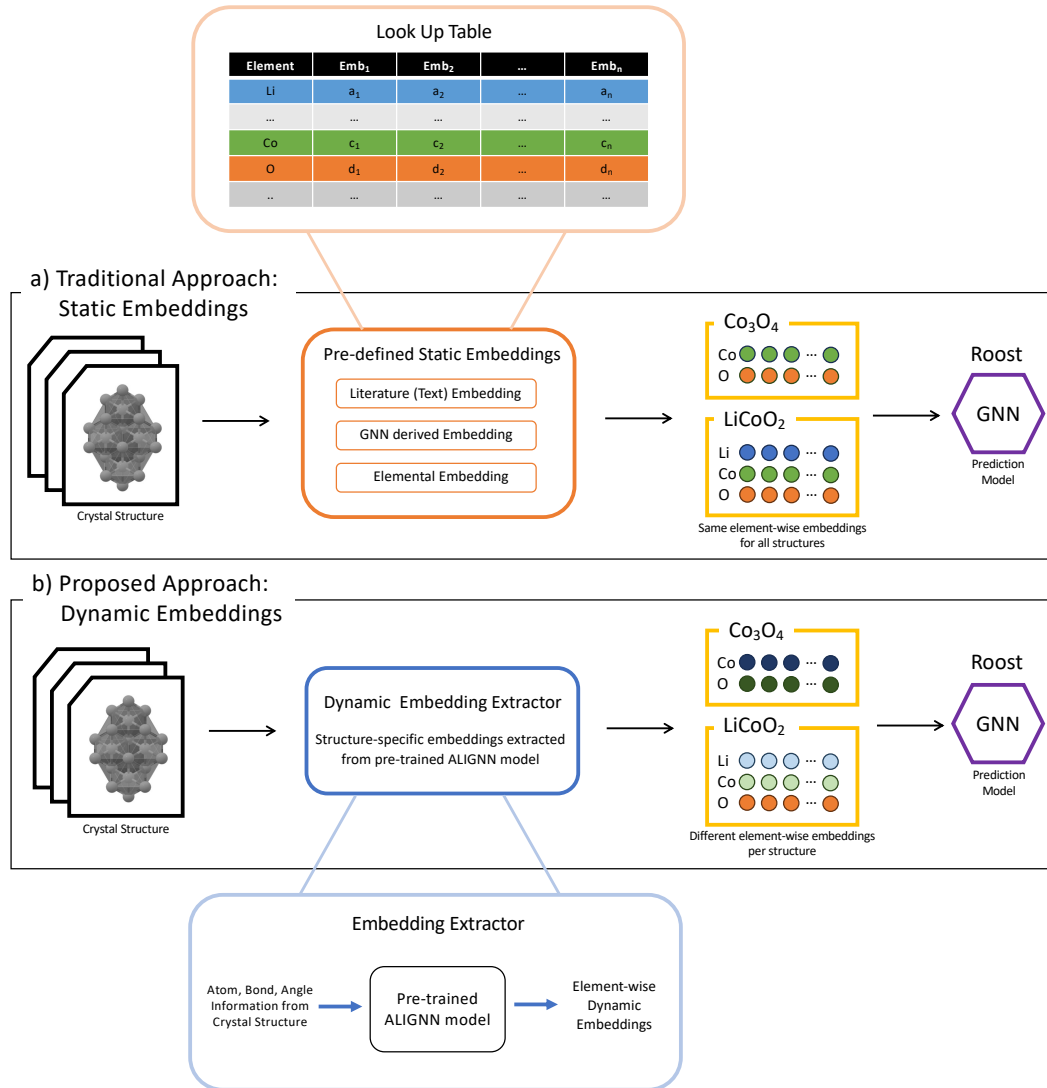 Look Up Table
Element Emb₁ Emb₂ ... Embₙ
Li a₁ a₂ ... aₙ
... ... ... ... ...
Co c₁ c₂ ... cₙ
O d₁ d₂ ... dₙ
.. ... ... ... ...
a) Traditional Approach:
Static Embeddings
Crystal Structure
Pre-defined Static Embeddings
Literature (Text) Embedding
GNN derived Embedding
Elemental Embedding
Co₃O₄
Co ...
O ...
LiCoO₂
Li ...
Co ...
O ...
Same element-wise embeddings
for all structures
Roost
GNN
Prediction
Model
b) Proposed Approach:
Dynamic Embeddings
Crystal Structure
Dynamic Embedding Extractor
Structure-specific embeddings extracted
from pre-trained ALIGNN model
Co₃O₄
Co ...
O ...
LiCoO₂
Li ...
Co ...
O ...
Different element-wise embeddings
per structure
Roost
GNN
Prediction
Model
Embedding Extractor
Atom, Bond, Angle
Information from
Crystal Structure
Pre-trained
ALIGNN model
Element-wise
Dynamic
Embeddings